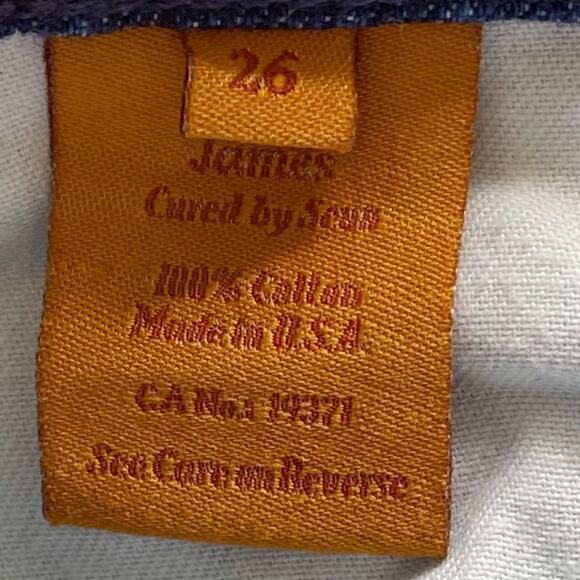 26
James
Cured by Seun
100% Cotton
Made in U.S.A.
CA No.: 19371
See Care on Reverse